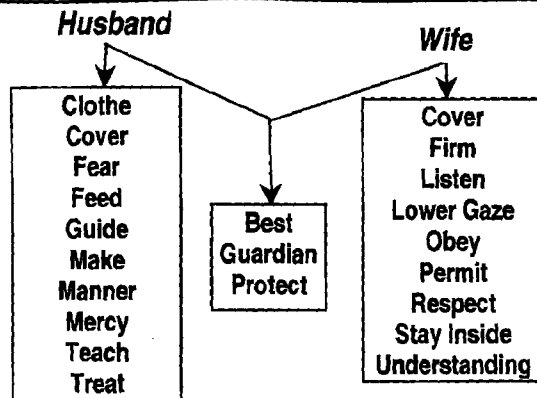 Husband
Clothe
Cover
Fear
Feed
Guide
Make
Manner
Mercy
Teach
Treat
Best
Guardian
Protect
Wife
Cover
Firm
Listen
Lower Gaze
Obey
Permit
Respect
Stay Inside
Understanding